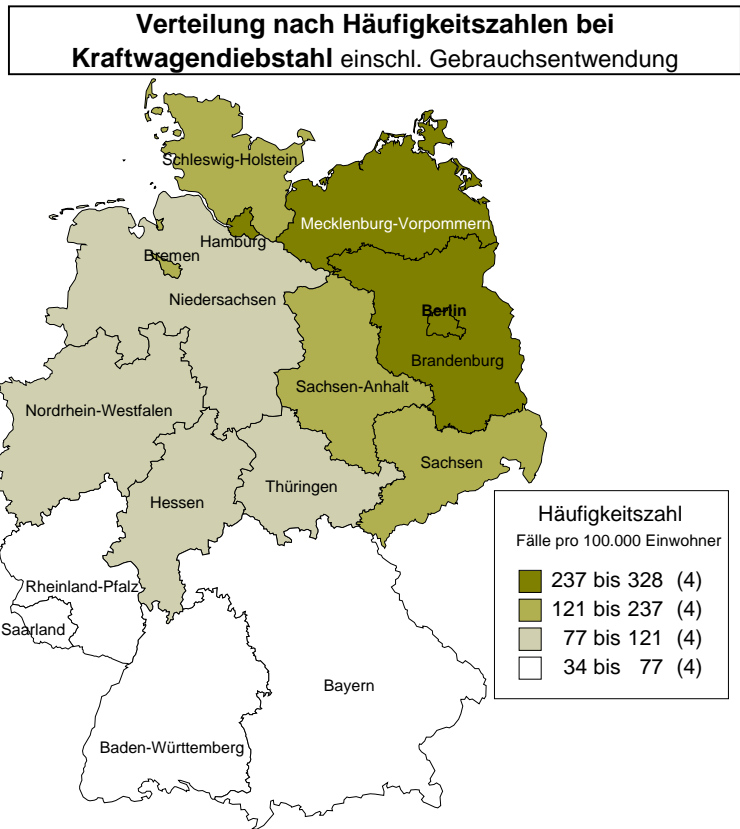 Verteilung nach Häufigkeitszahlen bei
Kraftwagendiebstahl einschl. Gebrauchsentwendung
Schleswig-Holstein
Mecklenburg-Vorpommern
Hamburg
Bremen
Niedersachsen
Berlin
Brandenburg
Sachsen-Anhalt
Nordrhein-Westfalen
Sachsen
Thüringen
Hessen
Häufigkeitszahl
Fälle pro 100.000 Einwohner
237 bis 328 (4)
121 bis 237 (4)
77 bis 121 (4)
34 bis 77 (4)
Rheinland-Pfalz
Saarland
Bayern
Baden-Württemberg